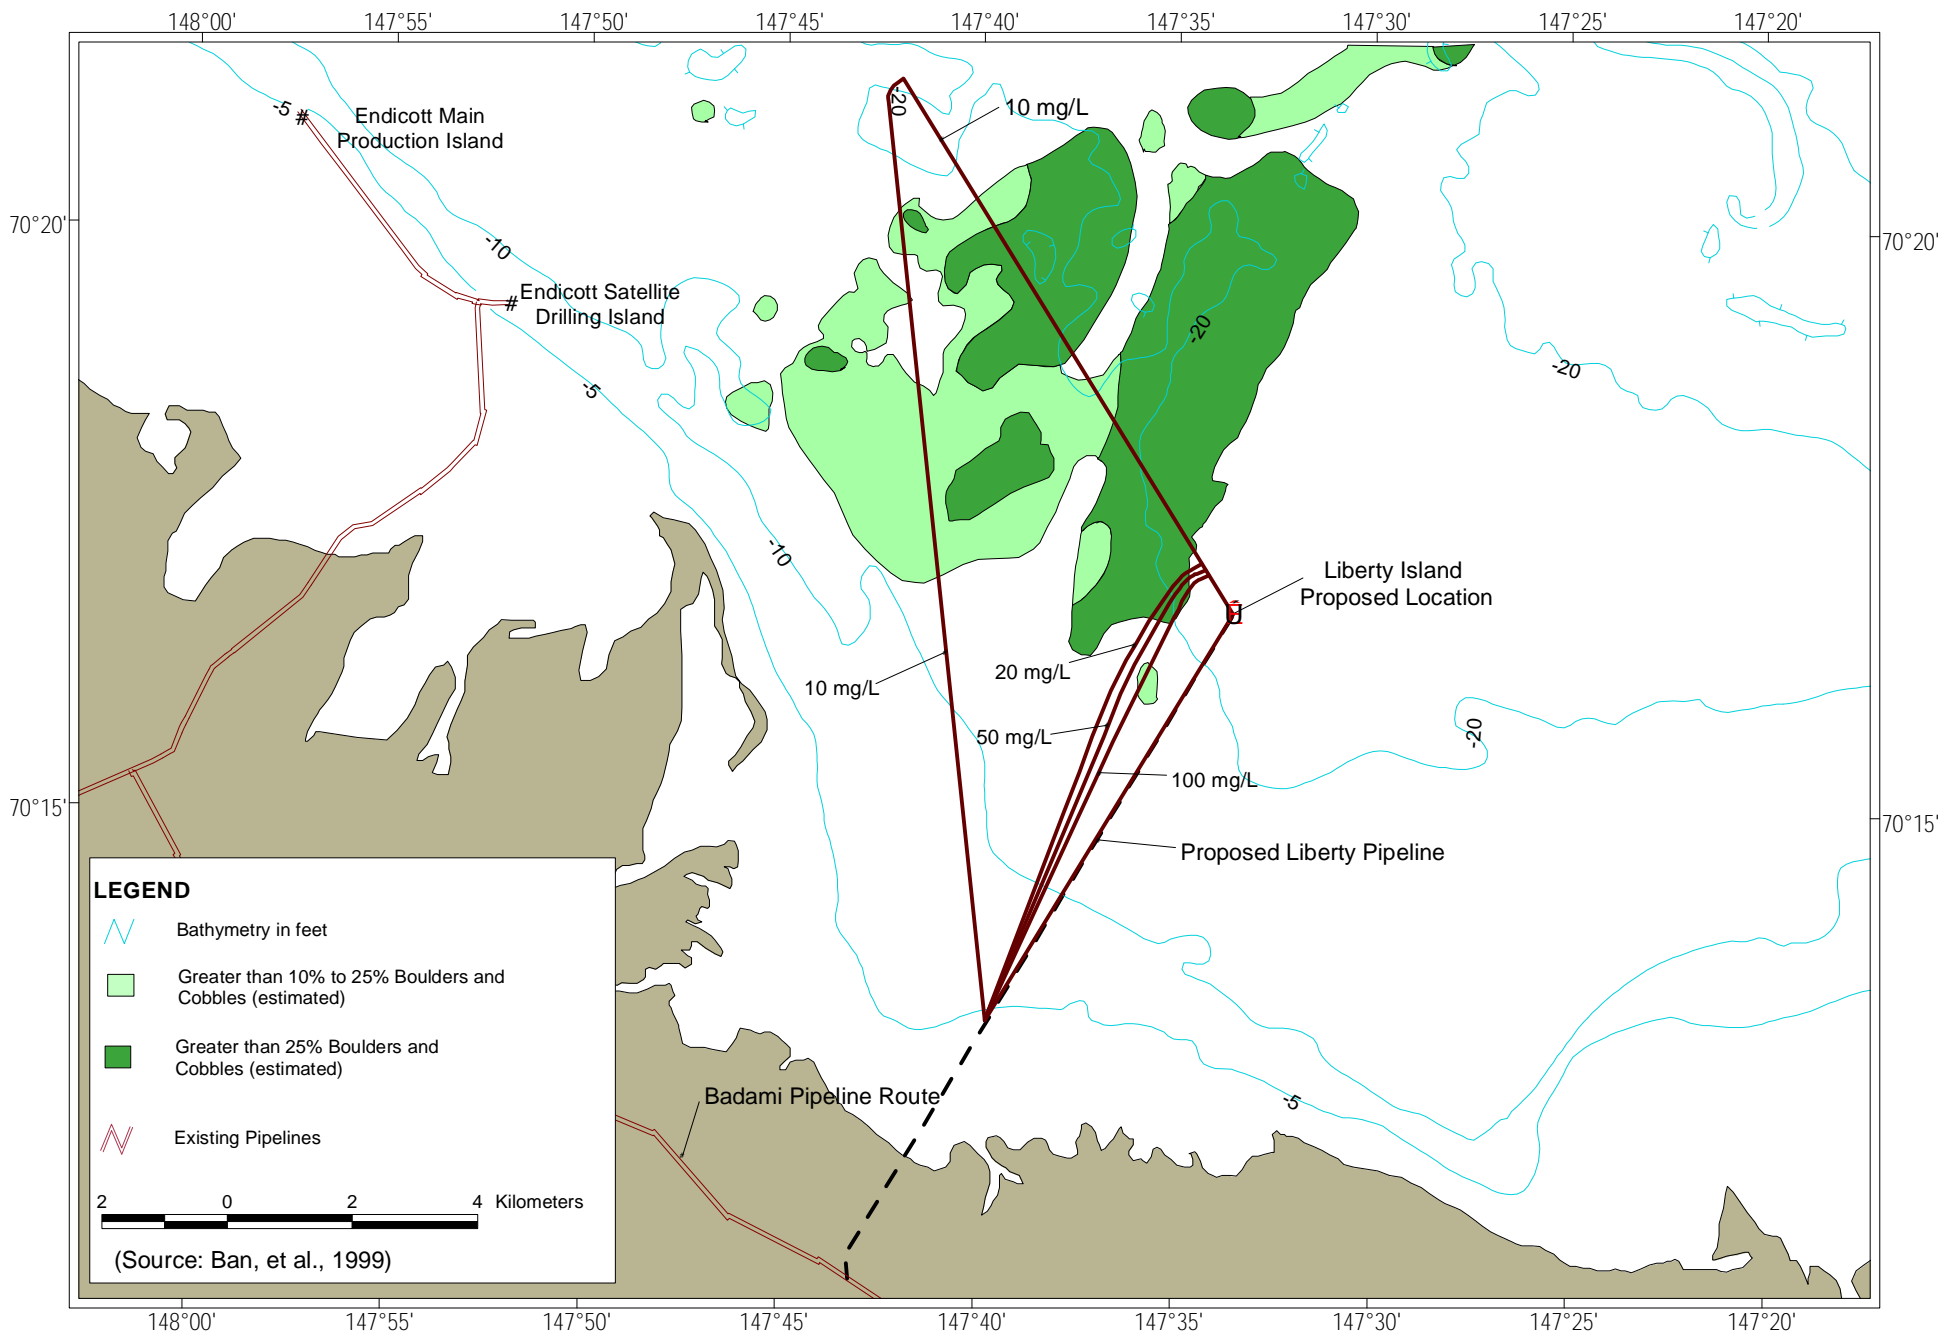 148°00' 147°55' 147°50' 147°45' 147°40' 147°35' 147°30' 147°25' 147°20'
-5
#
Endicott Main
Production Island
-20
10 mg/L
70°20'
70°20'
-10
#
Endicott Satellite
Drilling Island
-20
-20
-5
-10
Liberty Island
Proposed Location
20 mg/L
10 mg/L
50 mg/L
-20
100 mg/L
70°15'
70°15'
Proposed Liberty Pipeline
LEGEND
Bathymetry in feet
Greater than 10% to 25% Boulders and
Cobbles (estimated)
Greater than 25% Boulders and
Cobbles (estimated)
Badami Pipeline Route
-5
Existing Pipelines
2 0 2 4 Kilometers
(Source: Ban, et al., 1999)
148°00' 147°55' 147°50' 147°45' 147°40' 147°35' 147°30' 147°25' 147°20'